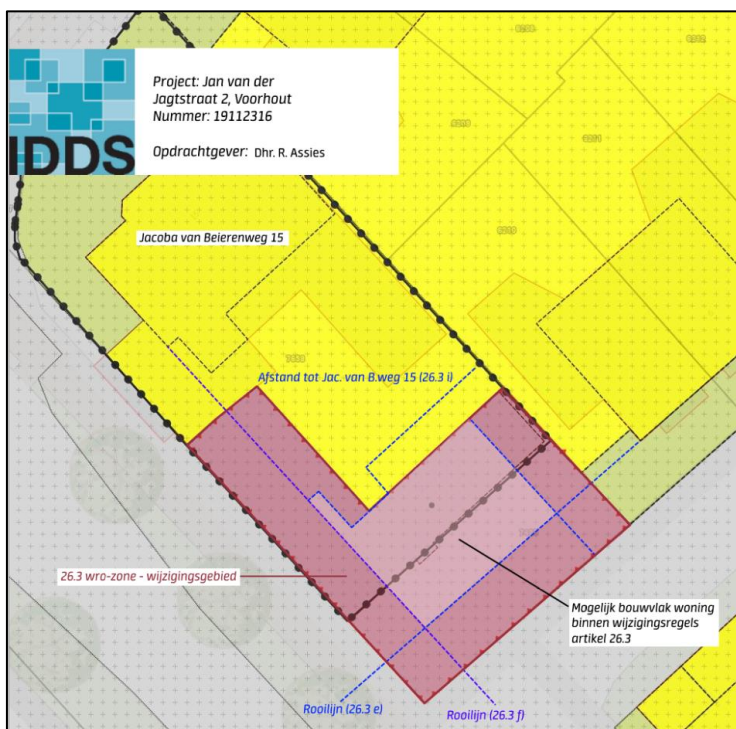 IDDS
Project: Jan van der
Jagtstraat 2, Voorhout
Nummer: 19112316
Opdrachtgever: Dhr. R. Assies
Jacoba van Beierenweg 15
Afstand tot Jac. van B.weg 15 (26.3 i)
26.3 wro-zone - wijzigingsgebied
Mogelijk bouwvlak woning
binnen wijzigingsregels
artikel 26.3
Rooilijn (26.3 e)
Rooilijn (26.3 f)